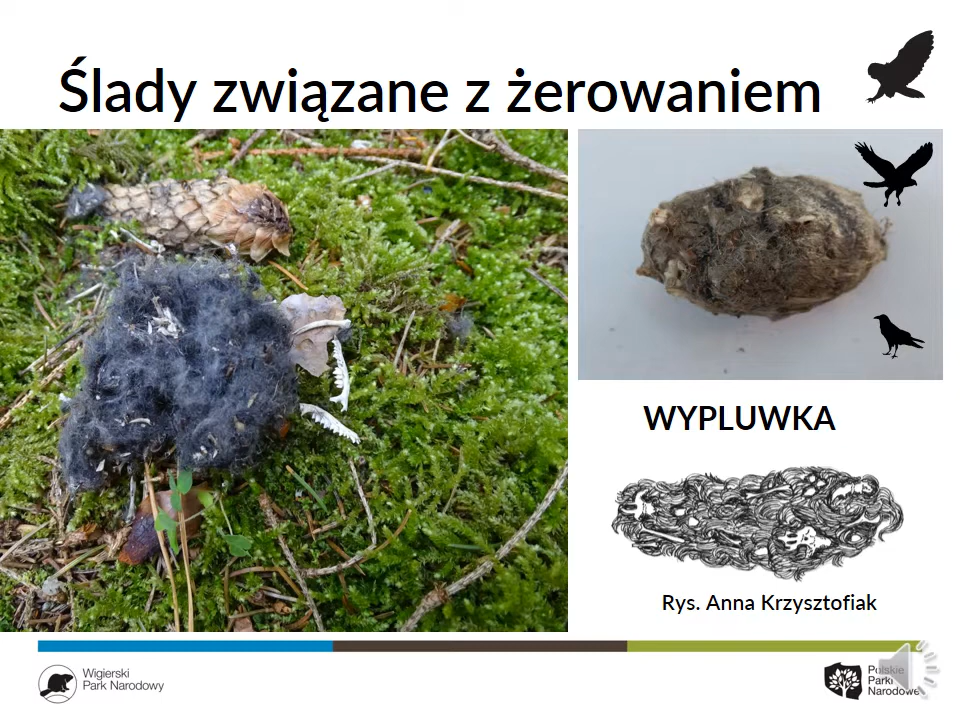 Ślady związane z żerowaniem
WYPLUWKA
Rys. Anna Krzysztofiak
Wigierski
Park Narodowy
Polskie
Parki
Narodowe